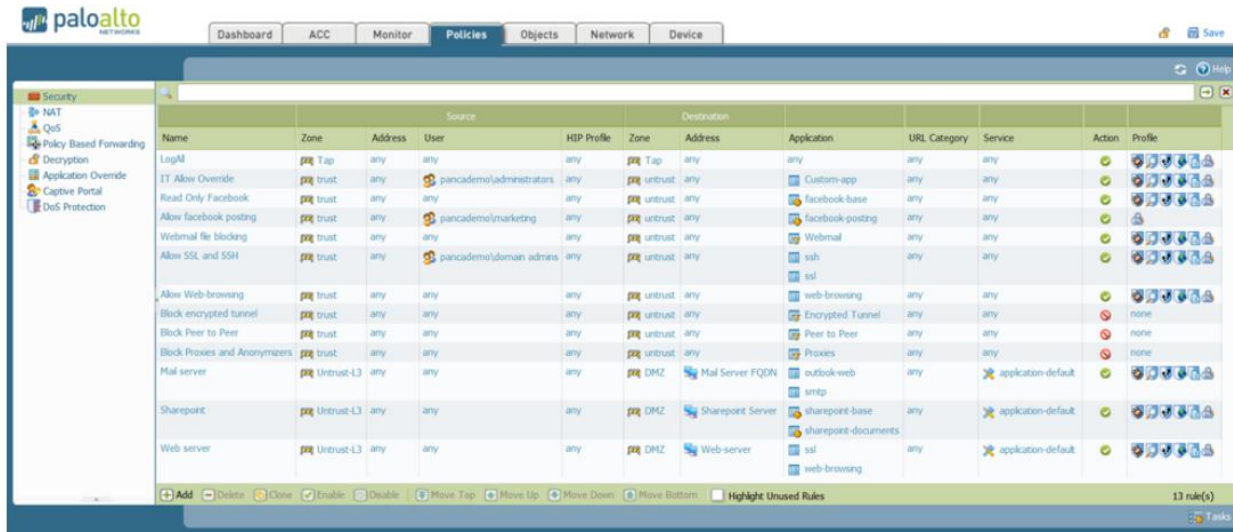 paloalto
NETWORKS
Dashboard ACC Monitor Policies Objects Network Device
Save
Help
Security
NAT
QoS
Policy Based Forwarding
Decryption
Application Override
Captive Portal
DoS Protection
Source Destination
Name Zone Address User HIP Profile Zone Address Application URL Category Service Action Profile
LogAll Tap any any any Tap any any any any
IT Allow Override trust any pancademo\administrators any untrust any Custom-app any any
Read Only Facebook trust any any any untrust any facebook-base any any
Allow facebook posting trust any pancademo\marketing any untrust any facebook-posting any any
Webmail file blocking trust any any any untrust any Webmail any any
Allow SSL and SSH trust any pancademo\domain admins any untrust any ssh any any
ssl
Allow Web-browsing trust any any any untrust any web-browsing any any
Block encrypted tunnel trust any any any untrust any Encrypted Tunnel any any none
Block Peer to Peer trust any any any untrust any Peer to Peer any any none
Block Proxies and Anonymizers trust any any any untrust any Proxies any any none
Mail server Untrust-L3 any any any DMZ Mail Server FQDN outlook-web any application-default
smtp
Sharepoint Untrust-L3 any any any DMZ Sharepoint Server sharepoint-base any application-default
sharepoint-documents
Web server Untrust-L3 any any any DMZ Web-server ssl any application-default
web-browsing
Add Delete Clone Enable Disable Move Top Move Up Move Down Move Bottom Highlight Unused Rules 13 rule(s)
Tasks